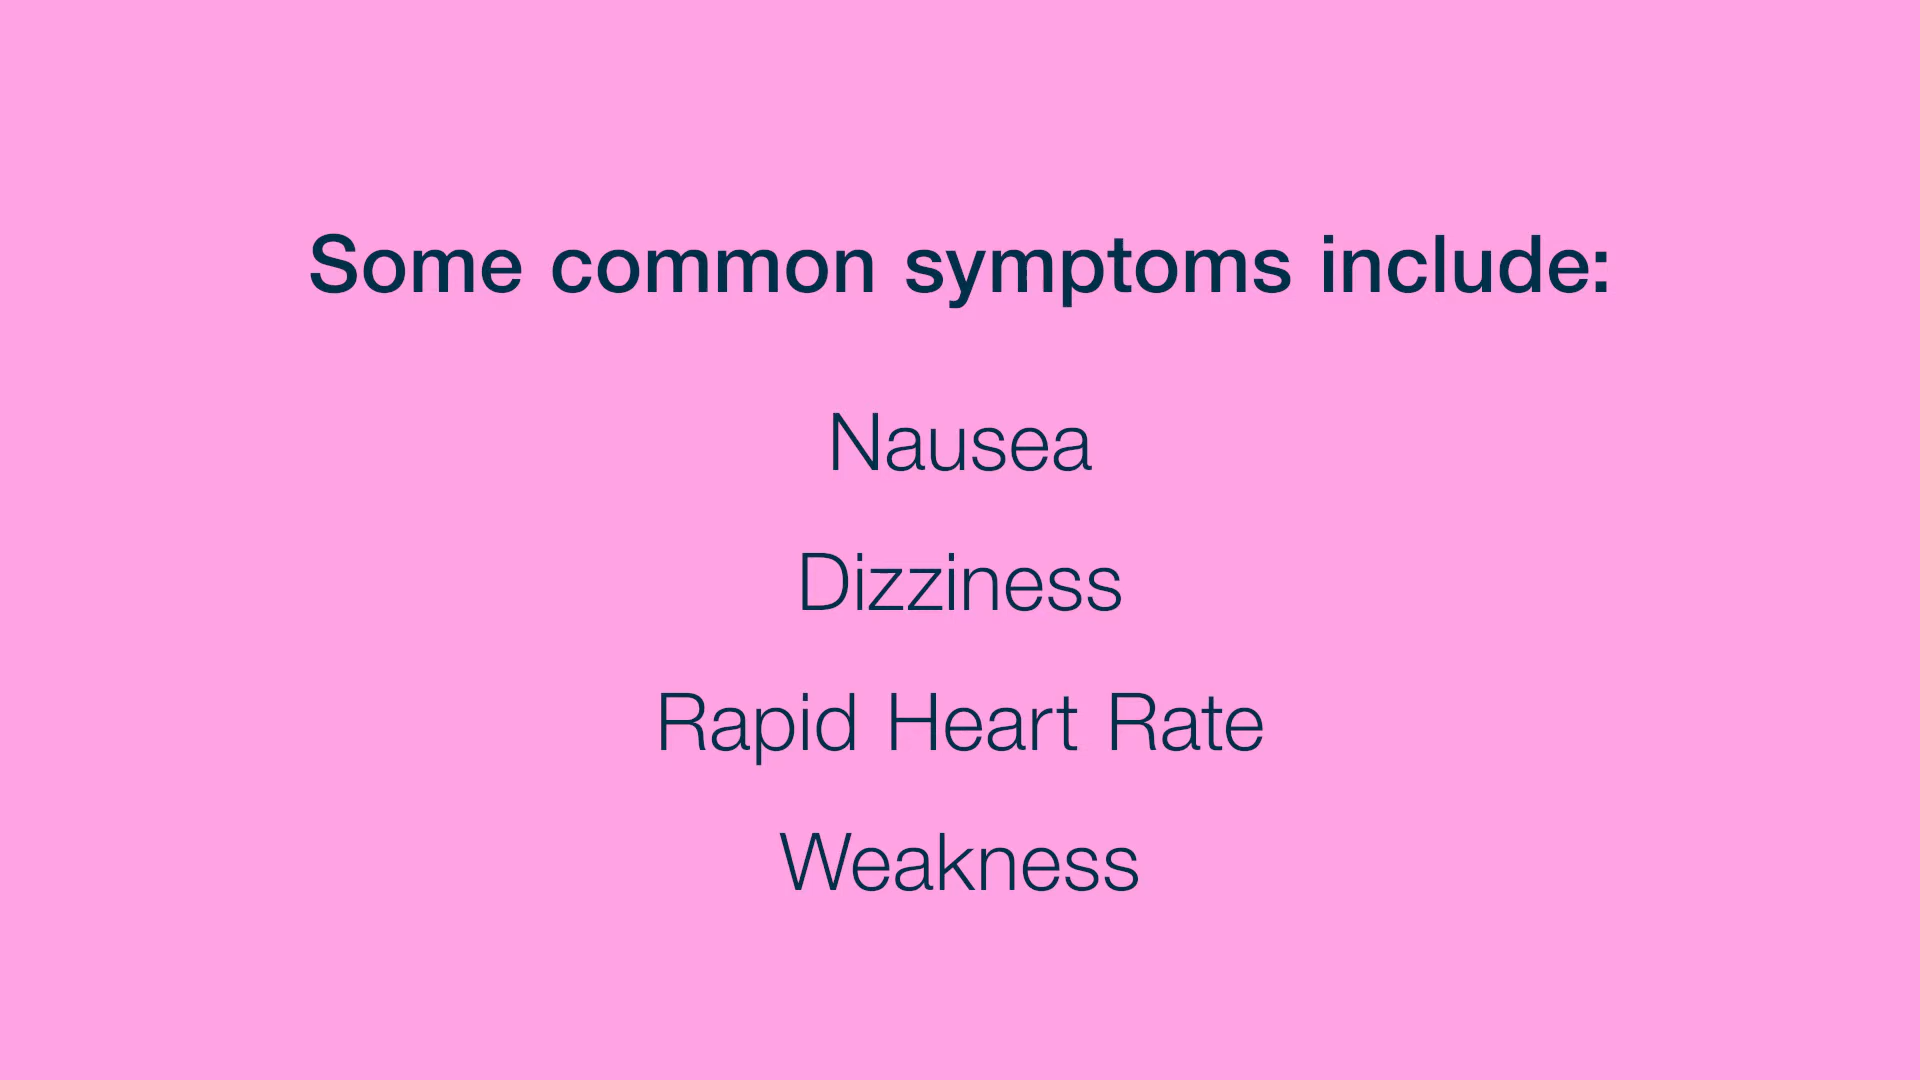 Some common symptoms include:
Nausea
Dizziness
Rapid Heart Rate
Weakness